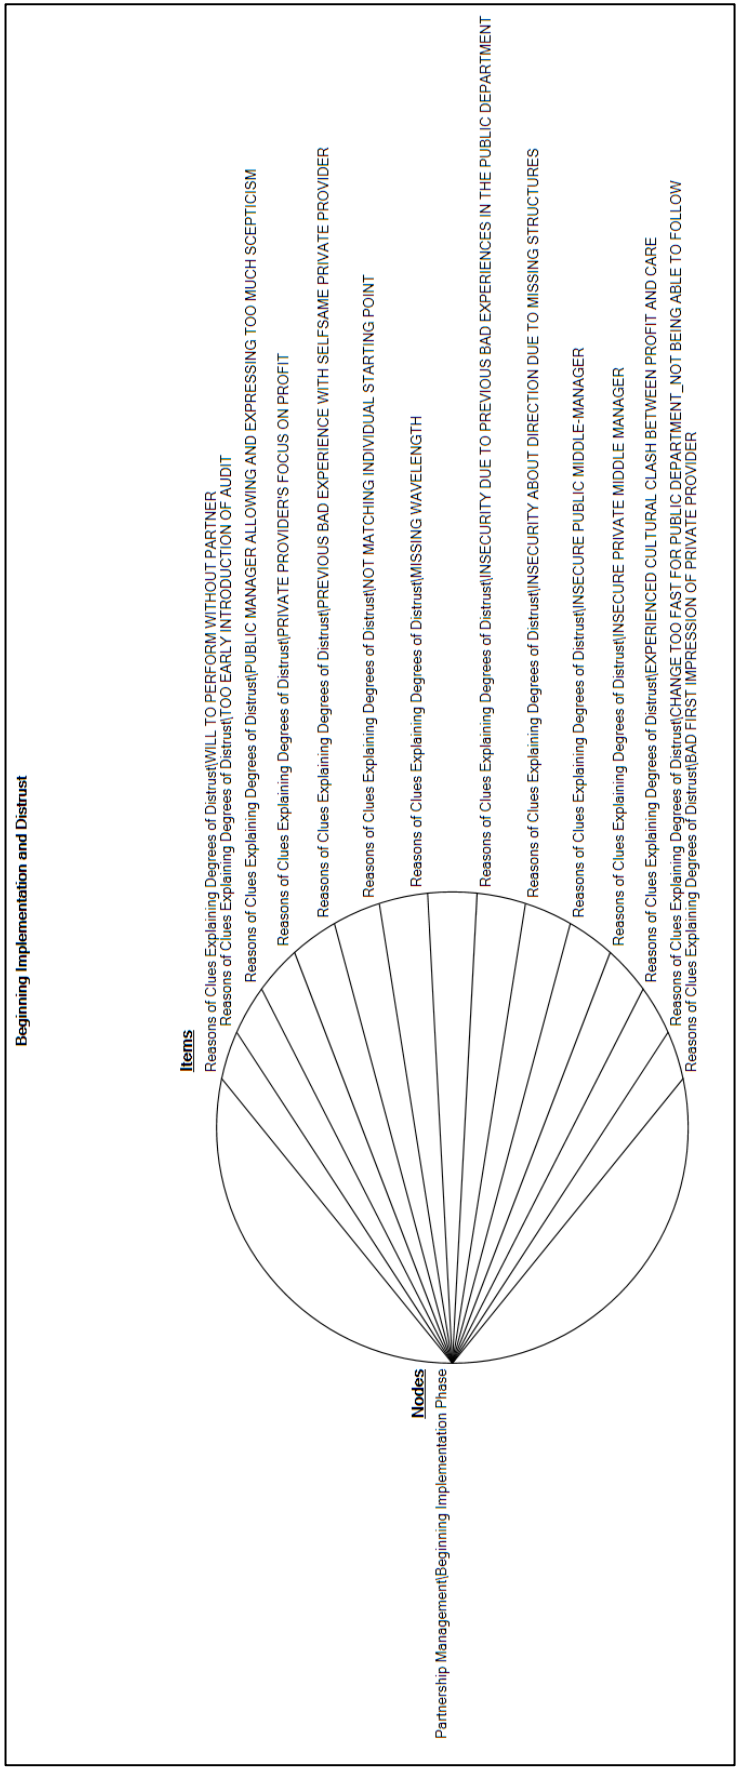 Beginning Implementation and Distrust
Items
Reasons of Clues Explaining Degrees of Distrust\WILL TO PERFORM WITHOUT PARTNER
Reasons of Clues Explaining Degrees of Distrust\TOO EARLY INTRODUCTION OF AUDIT
Reasons of Clues Explaining Degrees of Distrust\PUBLIC MANAGER ALLOWING AND EXPRESSING TOO MUCH SCEPTICISM
Reasons of Clues Explaining Degrees of Distrust\PRIVATE PROVIDER'S FOCUS ON PROFIT
Reasons of Clues Explaining Degrees of Distrust\PREVIOUS BAD EXPERIENCE WITH SELFSAME PRIVATE PROVIDER
Reasons of Clues Explaining Degrees of Distrust\NOT MATCHING INDIVIDUAL STARTING POINT
Reasons of Clues Explaining Degrees of Distrust\MISSING WAVELENGTH
Nodes
Partnership Management\Beginning Implementation Phase
Reasons of Clues Explaining Degrees of Distrust\INSECURITY DUE TO PREVIOUS BAD EXPERIENCES IN THE PUBLIC DEPARTMENT
Reasons of Clues Explaining Degrees of Distrust\INSECURITY ABOUT DIRECTION DUE TO MISSING STRUCTURES
Reasons of Clues Explaining Degrees of Distrust\INSECURE PUBLIC MIDDLE-MANAGER
Reasons of Clues Explaining Degrees of Distrust\INSECURE PRIVATE MIDDLE MANAGER
Reasons of Clues Explaining Degrees of Distrust\EXPERIENCED CULTURAL CLASH BETWEEN PROFIT AND CARE
Reasons of Clues Explaining Degrees of Distrust\CHANGE TOO FAST FOR PUBLIC DEPARTMENT_NOT BEING ABLE TO FOLLOW
Reasons of Clues Explaining Degrees of Distrust\BAD FIRST IMPRESSION OF PRIVATE PROVIDER